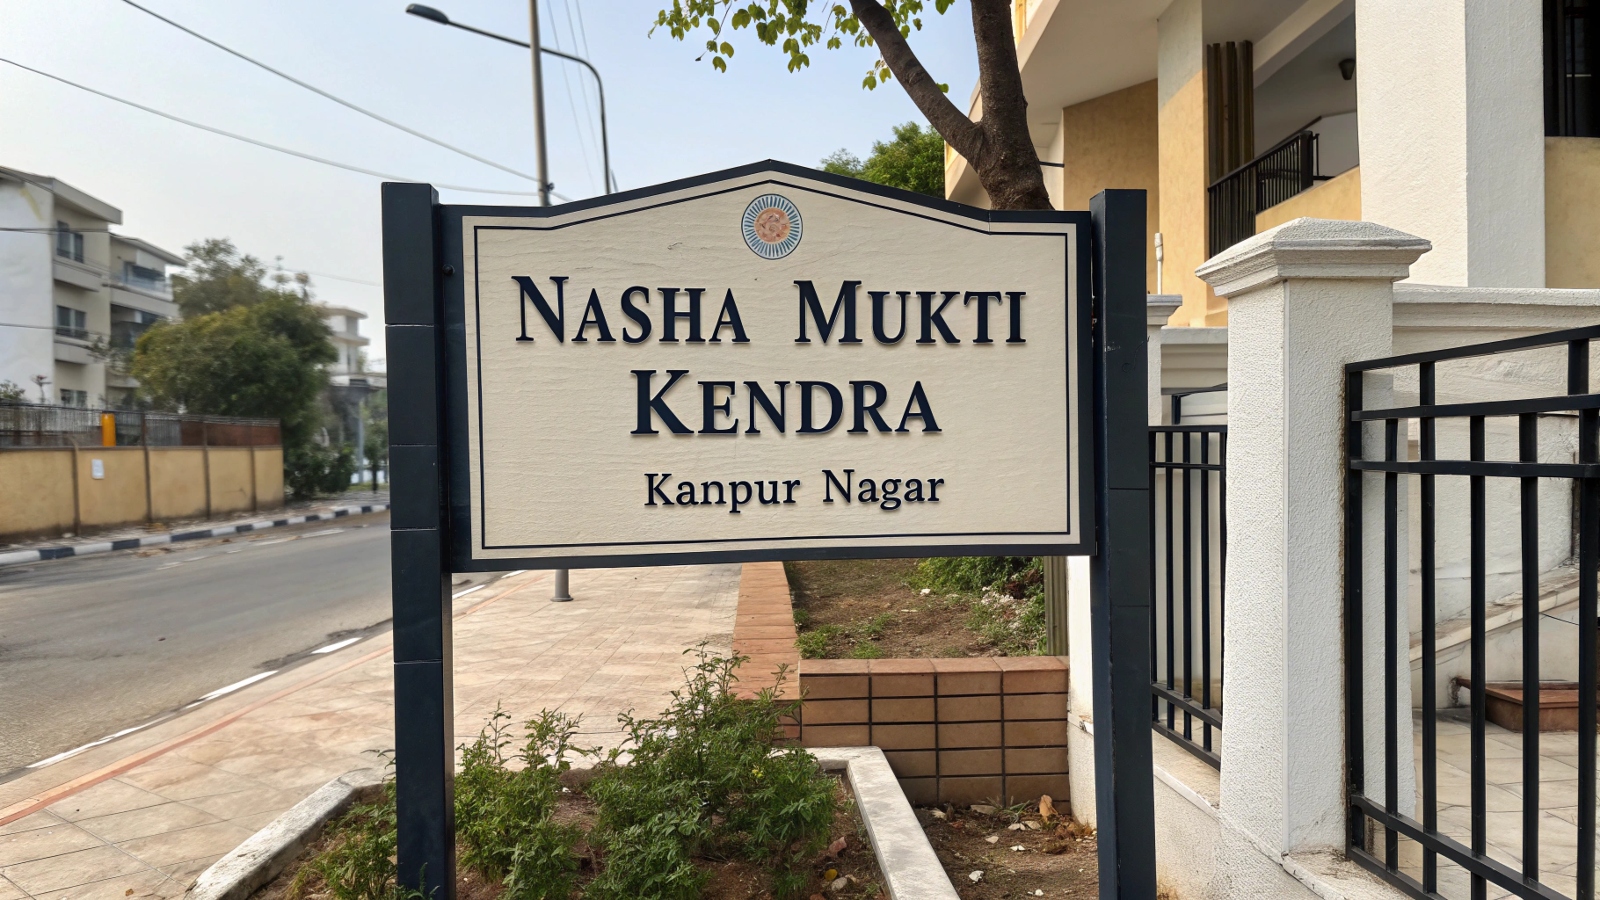 NASHA MUKTI
KENDRA
Kanpur Nagar